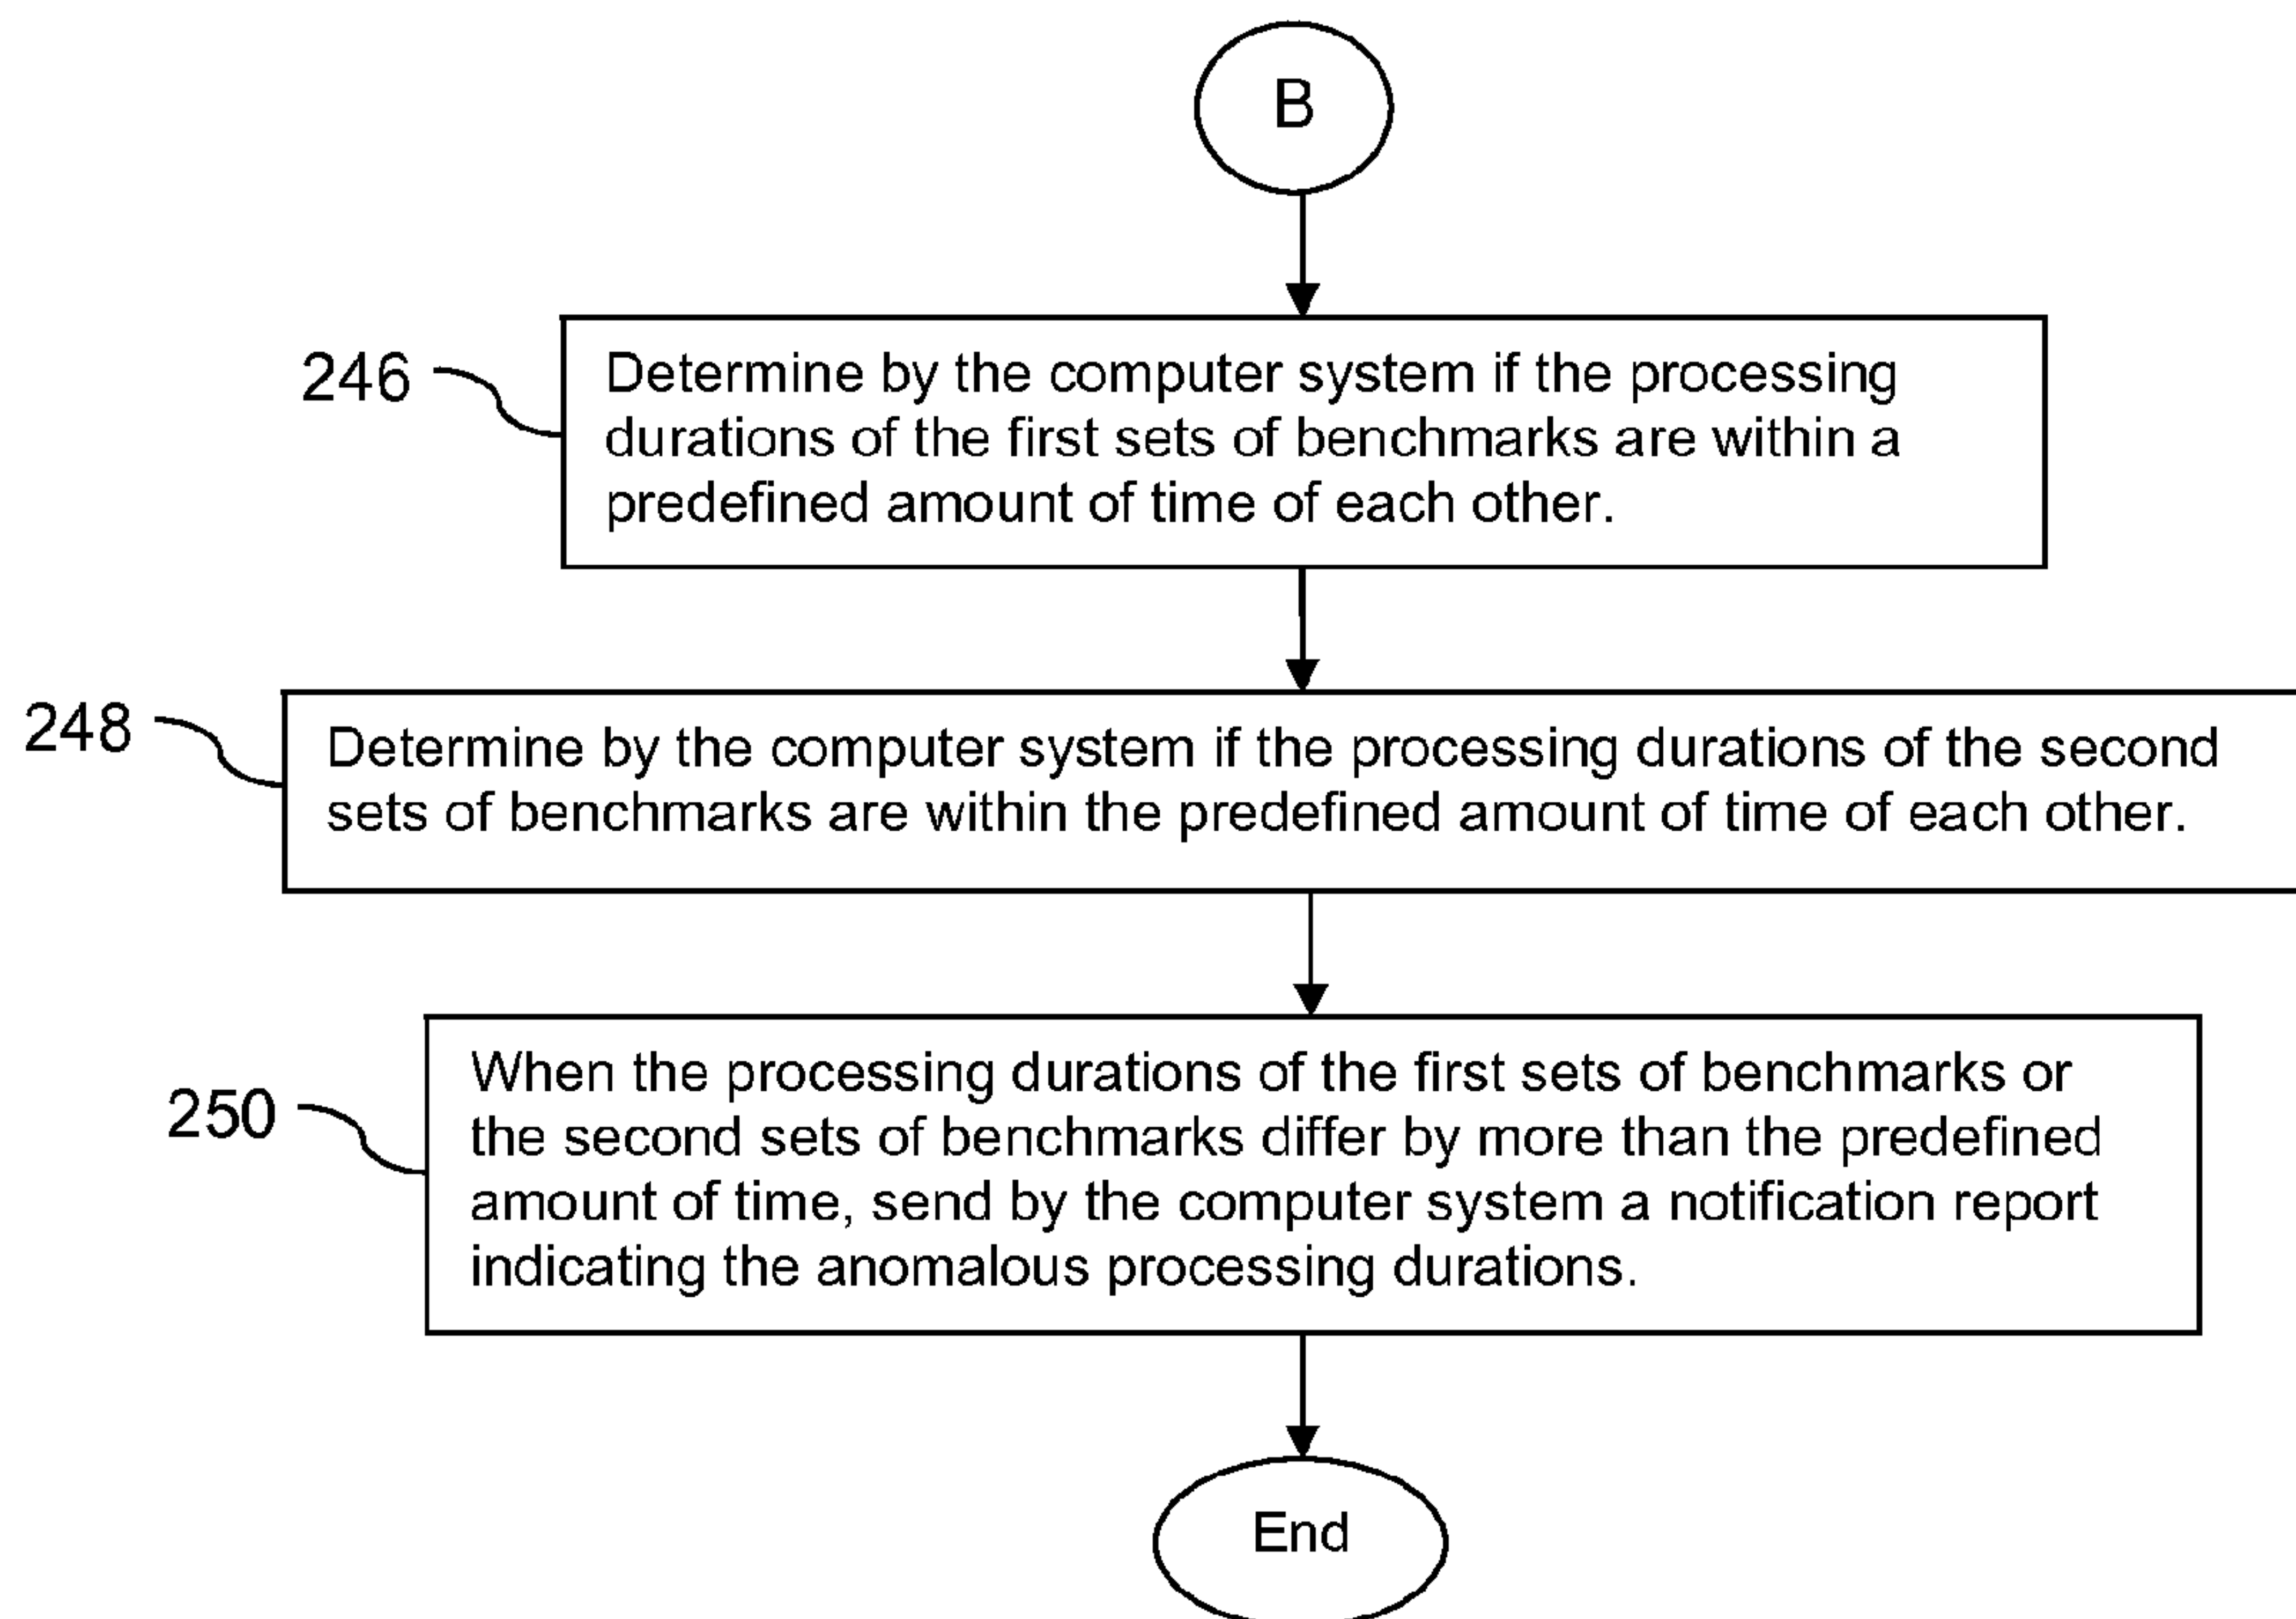 B
246
Determine by the computer system if the processing
durations of the first sets of benchmarks are within a
predefined amount of time of each other.
248
Determine by the computer system if the processing durations of the second
sets of benchmarks are within the predefined amount of time of each other.
250
When the processing durations of the first sets of benchmarks or
the second sets of benchmarks differ by more than the predefined
amount of time, send by the computer system a notification report
indicating the anomalous processing durations.
End